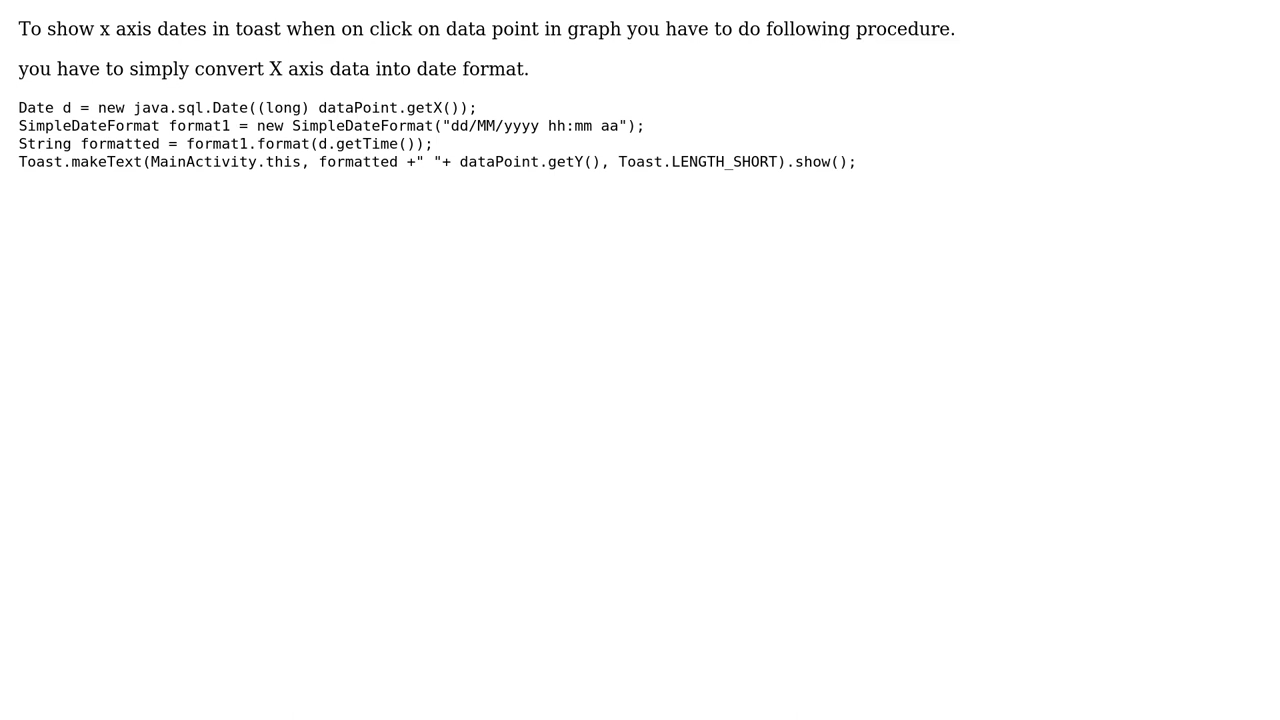 To show x axis dates in toast when on click on data point in graph you have to do following procedure.
you have to simply convert X axis data into date format.
Date d = new java.sql.Date((long) dataPoint.getX());
SimpleDateFormat format1 = new SimpleDateFormat("dd/MM/yyyy hh:mm aa");
String formatted = format1.format(d.getTime());
Toast.makeText(MainActivity.this, formatted +" "+ dataPoint.getY(), Toast.LENGTH_SHORT).show();